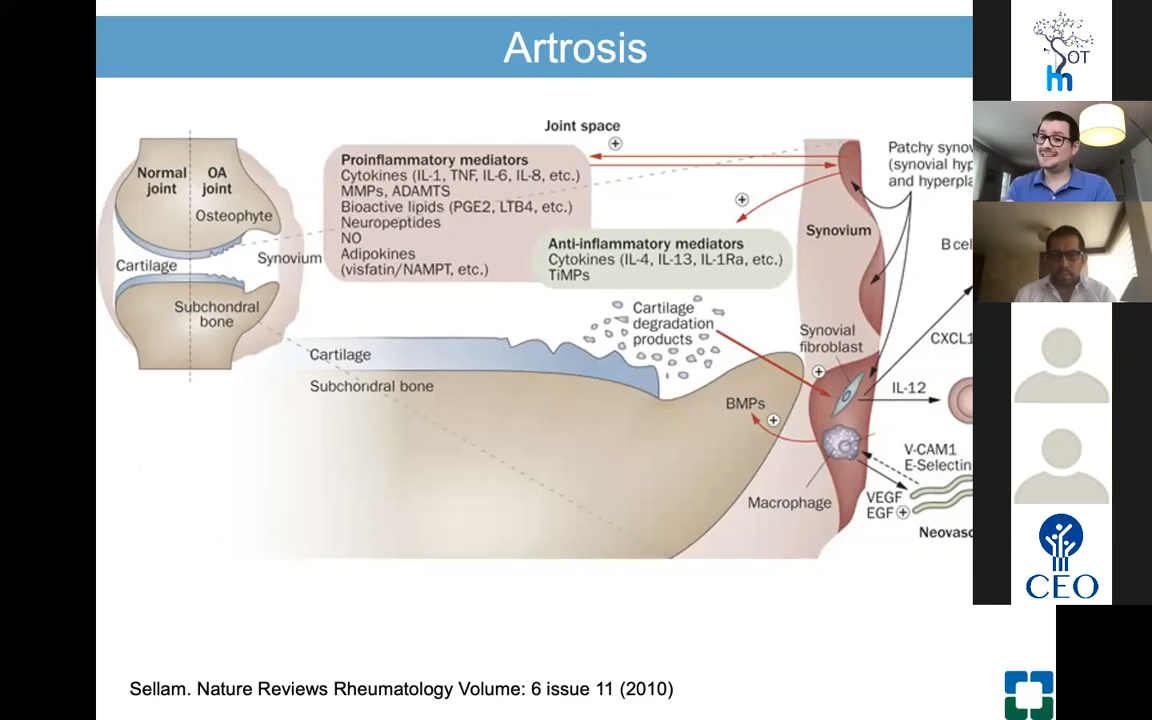 Artrosis
Joint space
Normal
joint
OA
joint
Osteophyte
Cartilage
Synovium
Subchondral
bone
Proinflammatory mediators
Cytokines (IL-1, TNF, IL-6, IL-8, etc.)
MMPs, ADAMTS
Bioactive lipids (PGE2, LTB4, etc.)
Neuropeptides
NO
Adipokines
(visfatin/NAMPT, etc.)
Anti-inflammatory mediators
Cytokines (IL-4, IL-13, IL-1Ra, etc.)
TiMPs
Synovium
Patchy syno
(synovial hyp
and hyperpla
B cel
Cartilage
degradation
products
Synovial
fibroblast
CXCL1
IL-12
Cartilage
Subchondral bone
BMPs
V-CAM1
E-Selectin
Macrophage
VEGF
EGF
Neovasc
Sellam. Nature Reviews Rheumatology Volume: 6 issue 11 (2010)
SOT
hm
CEO